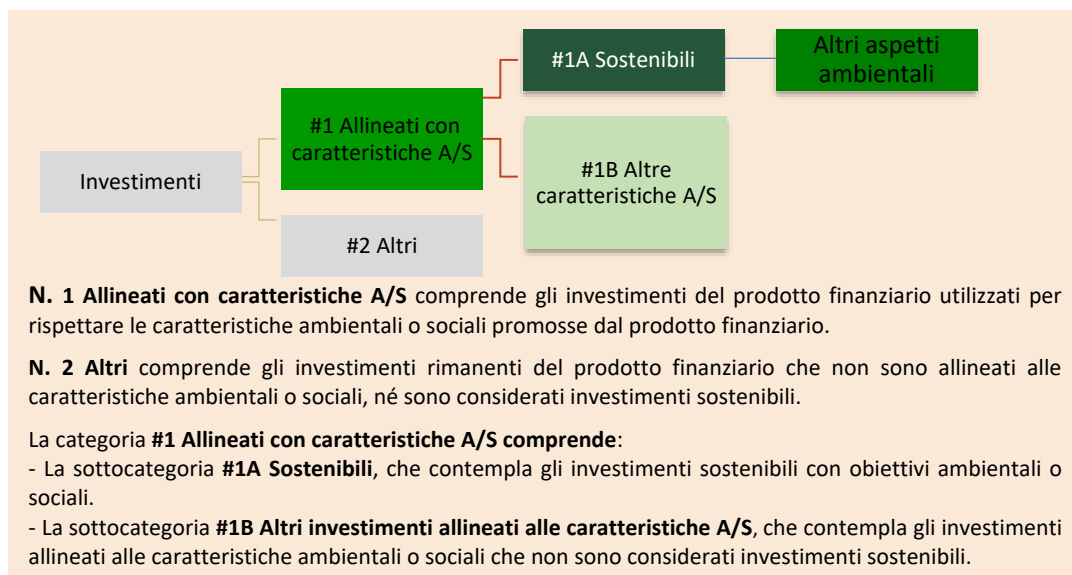 #1A Sostenibili
Altri aspetti
ambientali
#1 Allineati con
caratteristiche A/S
Investimenti
#1B Altre
caratteristiche A/S
#2 Altri
N. 1 Allineati con caratteristiche A/S comprende gli investimenti del prodotto finanziario utilizzati per
rispettare le caratteristiche ambientali o sociali promosse dal prodotto finanziario.
N. 2 Altri comprende gli investimenti rimanenti del prodotto finanziario che non sono allineati alle
caratteristiche ambientali o sociali, né sono considerati investimenti sostenibili.
La categoria #1 Allineati con caratteristiche A/S comprende:
- La sottocategoria #1A Sostenibili, che contempla gli investimenti sostenibili con obiettivi ambientali o
sociali.
- La sottocategoria #1B Altri investimenti allineati alle caratteristiche A/S, che contempla gli investimenti
allineati alle caratteristiche ambientali o sociali che non sono considerati investimenti sostenibili.